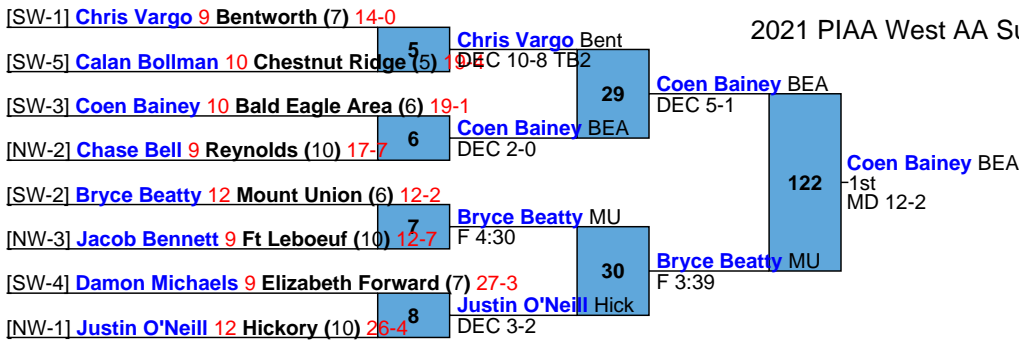 2021 PIAA West AA Su
[SW-1] Chris Vargo 9 Bentworth (7) 14-0
5
Chris Vargo Bent
DEC 10-8 TB2
[SW-5] Calan Bollman 10 Chestnut Ridge (5) 19-4
29
Coen Bainey BEA
DEC 5-1
[SW-3] Coen Bainey 10 Bald Eagle Area (6) 19-1
6
Coen Bainey BEA
DEC 2-0
[NW-2] Chase Bell 9 Reynolds (10) 17-7
122
Coen Bainey BEA
1st
MD 12-2
[SW-2] Bryce Beatty 12 Mount Union (6) 12-2
7
Bryce Beatty MU
F 4:30
[NW-3] Jacob Bennett 9 Ft Leboeuf (10) 12-7
30
Bryce Beatty MU
F 3:39
[SW-4] Damon Michaels 9 Elizabeth Forward (7) 27-3
8
Justin O'Neill Hick
DEC 3-2
[NW-1] Justin O'Neill 12 Hickory (10) 26-4